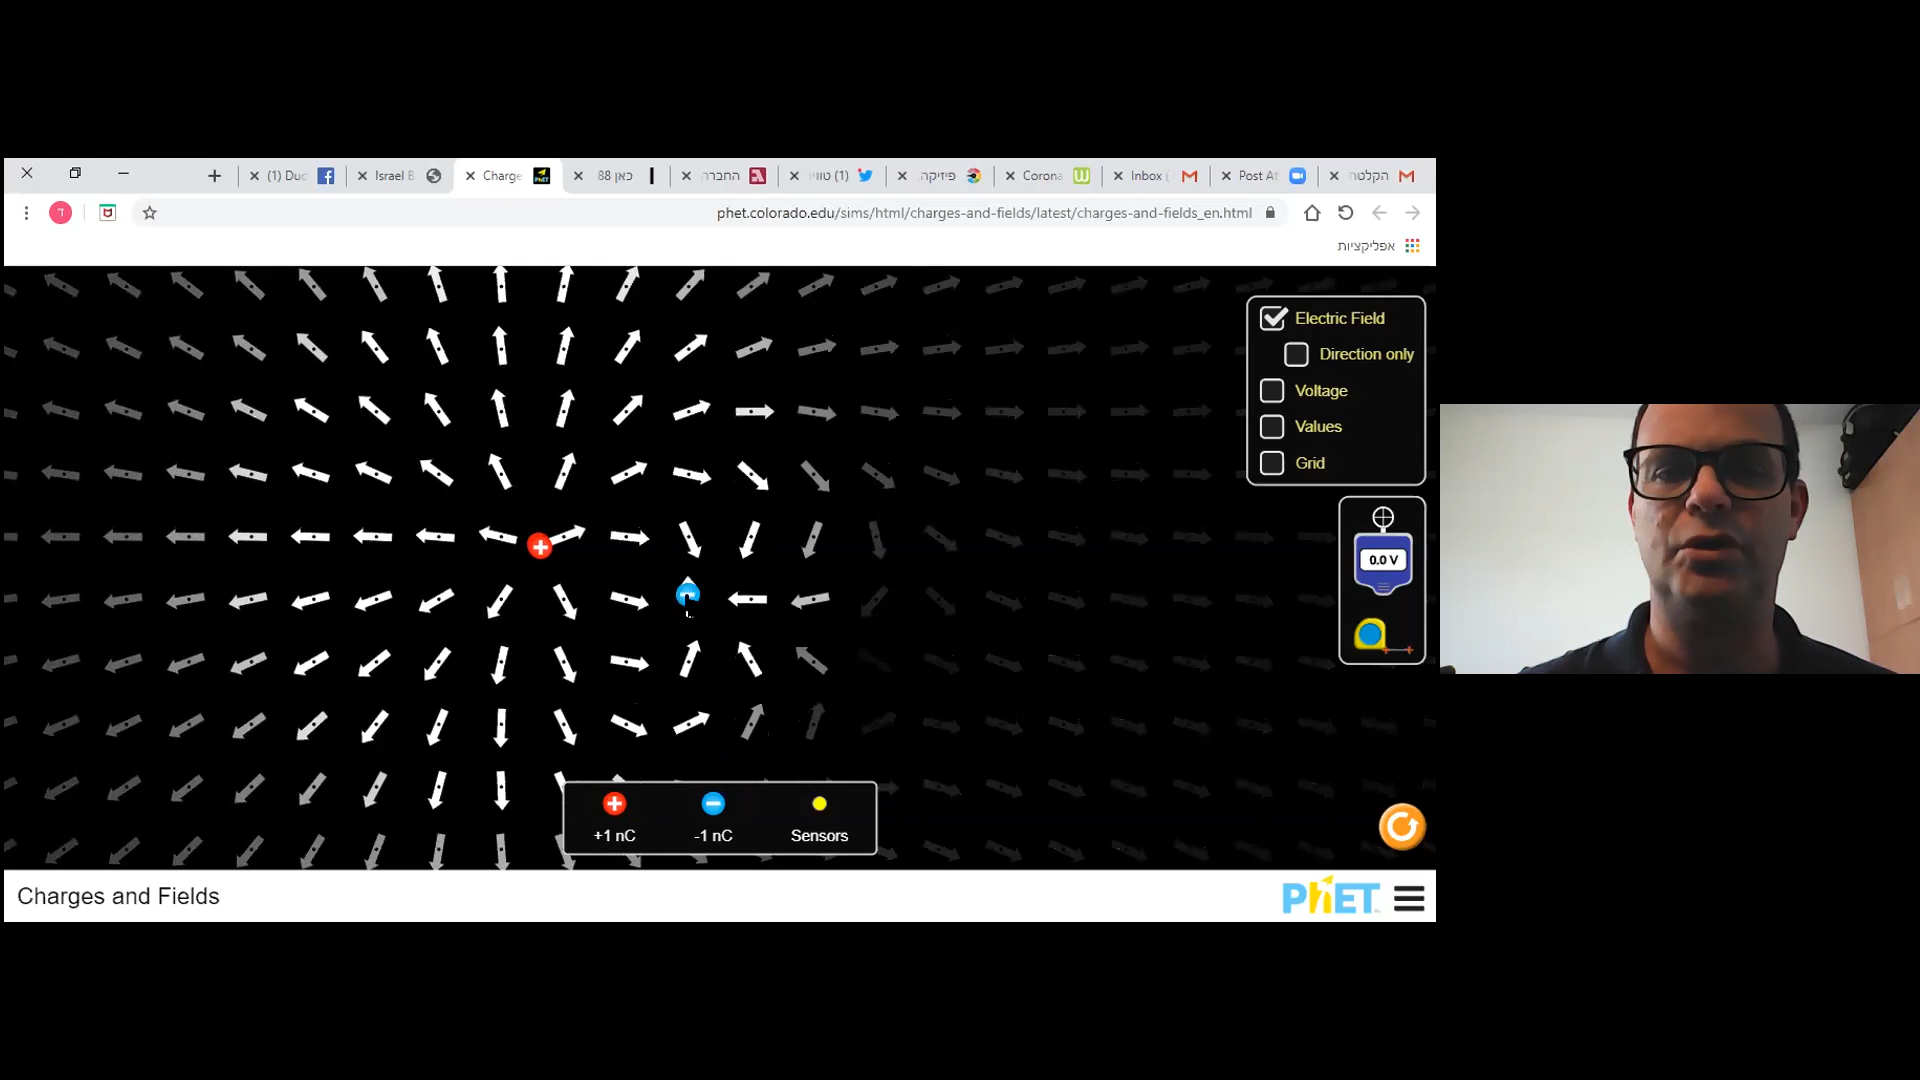 (1) Duc
Israel E
Charge
כאן 88
החברה
(1) טוויי
פיזיקה.
Corona
Inbox (
Post At
הקלטה
phet.colorado.edu/sims/html/charges-and-fields/latest/charges-and-fields_en.html
אפליקציות
Electric Field
Direction only
Voltage
Values
Grid
0.0 V
+1 nC
-1 nC
Sensors
Charges and Fields
PhET